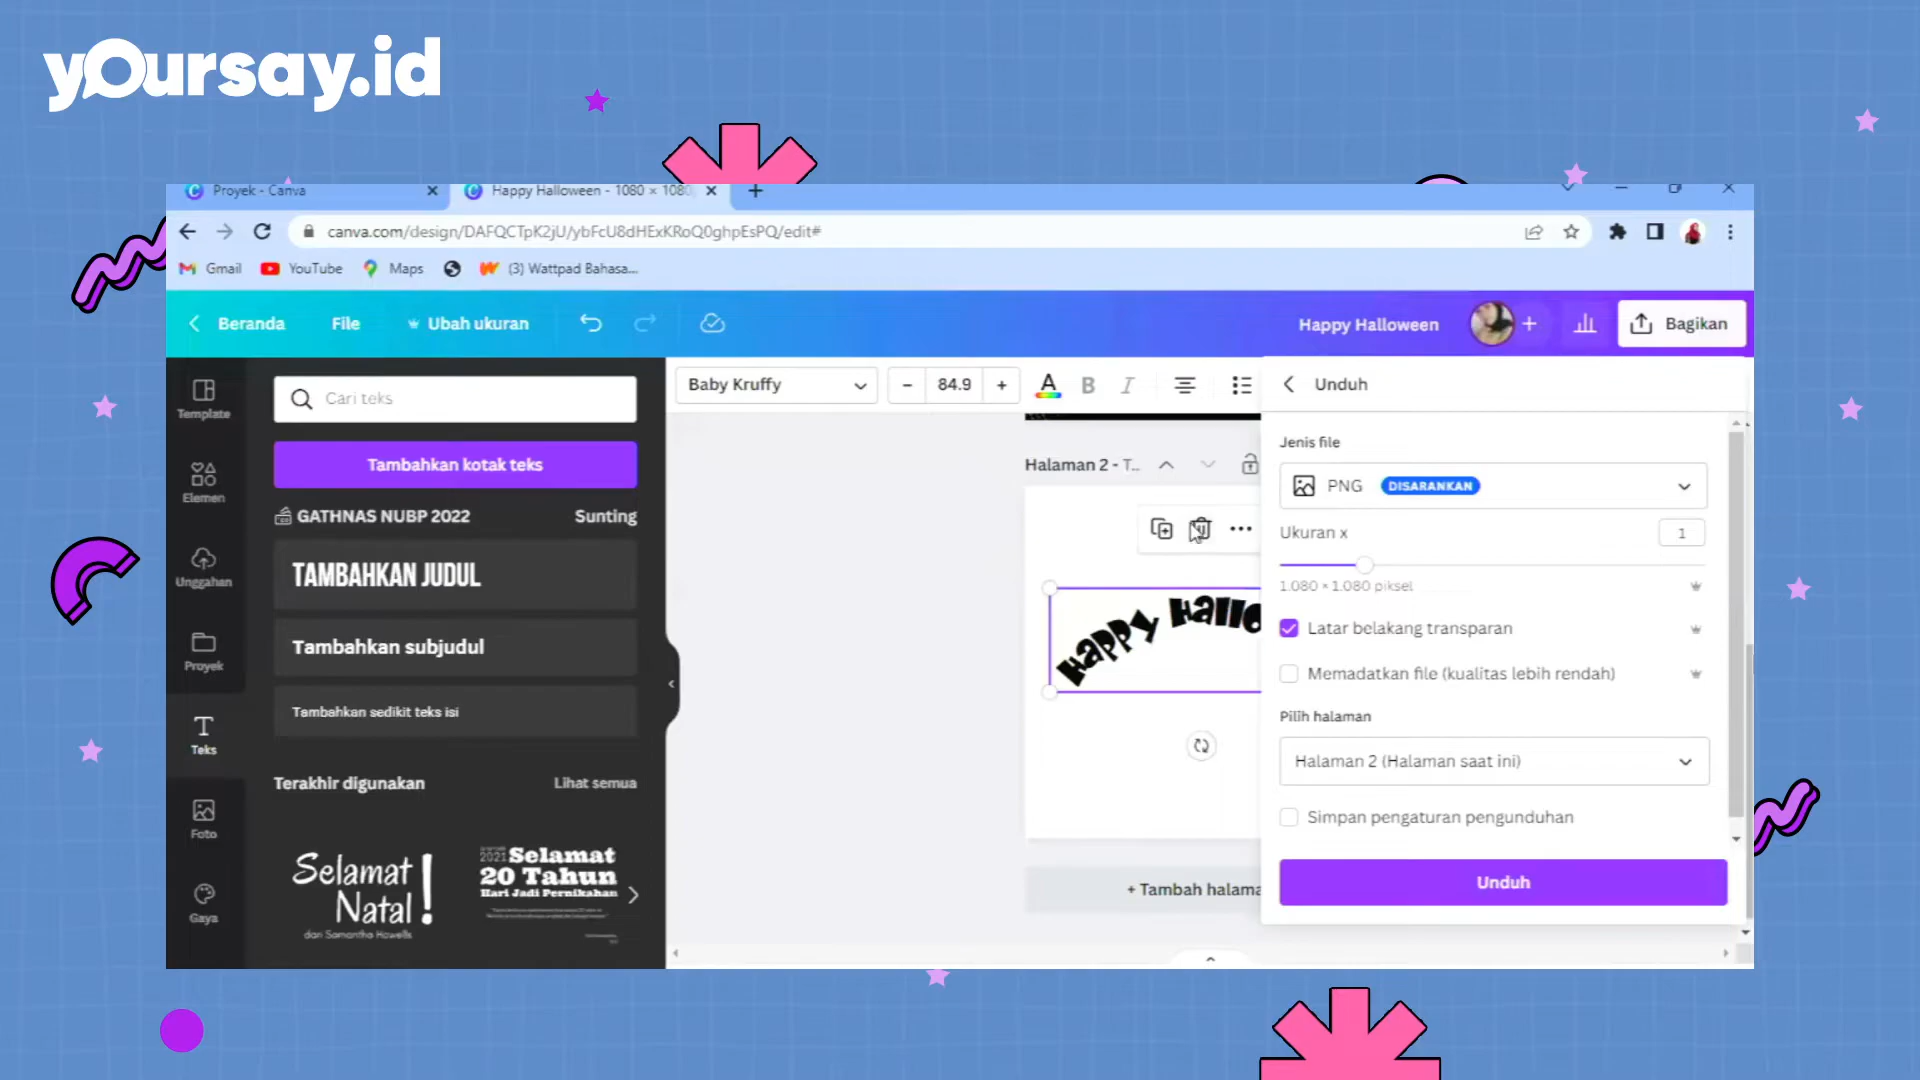 yoursay.id
Proyek - Canva
Happy Halloween - 1080 × 1080
canva.com/design/DAFQCTpK2jU/ybFcU8dHExKRoQ0ghpEsPQ/edit#
Gmail
YouTube
Maps
(3) Wattpad Bahasa...
Beranda
File
Ubah ukuran
Happy Halloween
Bagikan
Template
Elemen
Unggahan
Proyek
Teks
Foto
Gaya
Cari teks
Tambahkan kotak teks
GATHNAS NUBP 2022
Sunting
TAMBAHKAN JUDUL
Tambahkan subjudul
Tambahkan sedikit teks isi
Terakhir digunakan
Lihat semua
Selamat
Natal!
dari Samantha Howells
2021 Selamat
20 Tahun
Hari Jadi Pernikahan
Baby Kruffy
84.9
A
B
I
Halaman 2 - T...
Happy Hallo
+ Tambah halama
Unduh
Jenis file
PNG
DISARANKAN
Ukuran x
1
1.080 × 1.080 piksel
Latar belakang transparan
Memadatkan file (kualitas lebih rendah)
Pilih halaman
Halaman 2 (Halaman saat ini)
Simpan pengaturan pengunduhan
Unduh